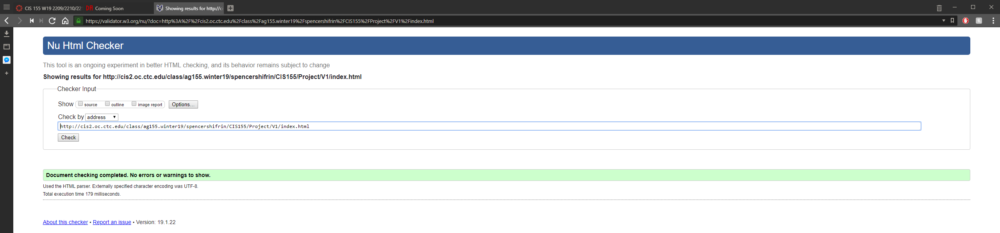 CIS 155 W19 2209/2210/22
DA Coming Soon
Showing results for http://ci
https://validator.w3.org/nu/?doc=http%3A%2F%2Fcis2.oc.ctc.edu%2Fclass%2Fag155.winter19%2Fspencershifrin%2FCIS155%2FProject%2FV1%2Findex.html
Nu Html Checker
This tool is an ongoing experiment in better HTML checking, and its behavior remains subject to change
Showing results for http://cis2.oc.ctc.edu/class/ag155.winter19/spencershifrin/CIS155/Project/V1/index.html
Checker Input
Show source outline image report Options...
Check by address
http://cis2.oc.ctc.edu/class/ag155.winter19/spencershifrin/CIS155/Project/V1/index.html
Check
Document checking completed. No errors or warnings to show.
Used the HTML parser. Externally specified character encoding was UTF-8.
Total execution time 179 milliseconds.
About this checker • Report an issue • Version: 19.1.22